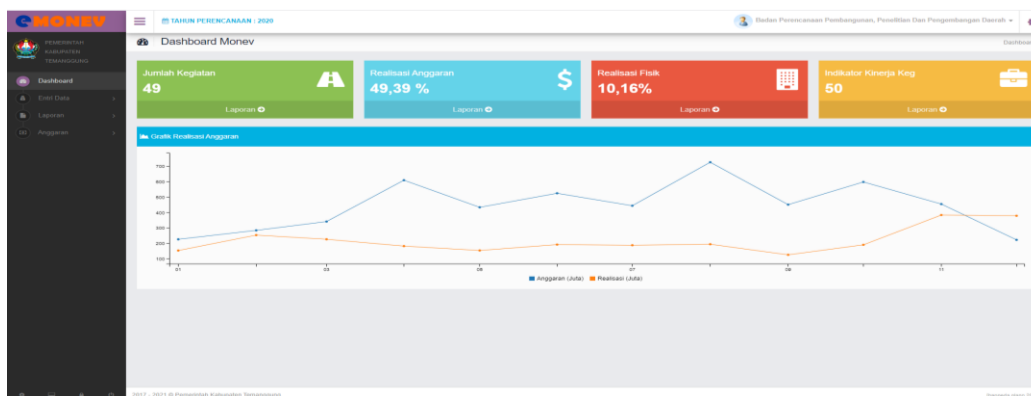 eMONEV
TAHUN PERENCANAAN : 2020
Badan Perencanaan Pembangunan, Penelitian Dan Pengembangan Daerah
PEMERINTAH
KABUPATEN
TEMANGGUNG
Dashboard Monev
Dashboard
Dashboard
Entri Data
Laporan
Anggaran
Jumlah Kegiatan
49
Laporan
Realisasi Anggaran
49,39 %
Laporan
Realisasi Fisik
10,16%
Laporan
Indikator Kinerja Keg
50
Laporan
Grafik Realisasi Anggaran
700
600
500
400
300
200
100
01
03
05
07
09
11
Anggaran (Juta)
Realisasi (Juta)
2017 - 2021 © Pemerintah Kabupaten Temanggung